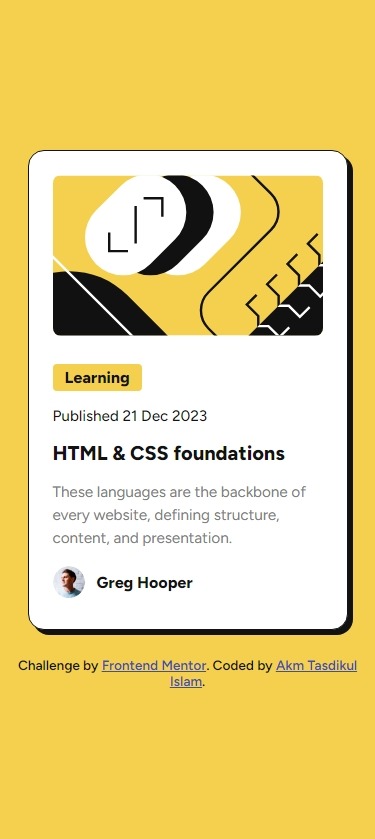 Learning
Published 21 Dec 2023
HTML & CSS foundations
These languages are the backbone of
every website, defining structure,
content, and presentation.
Greg Hooper
Challenge by Frontend Mentor. Coded by Akm Tasdikul
Islam.